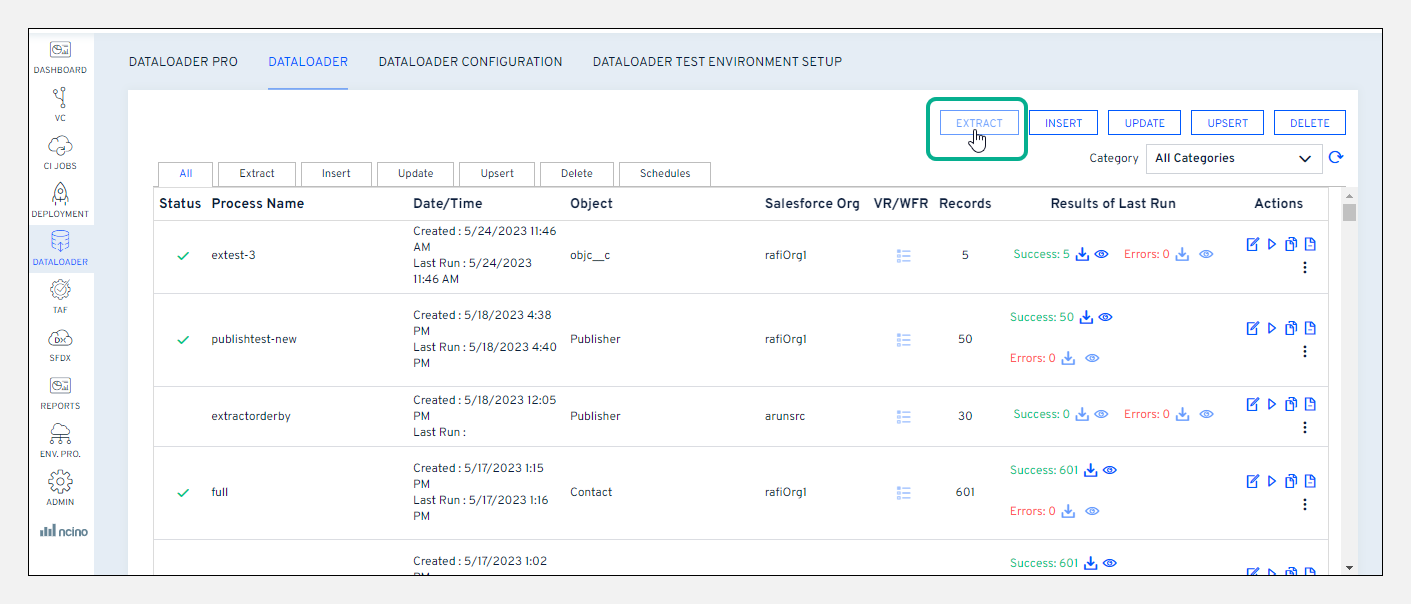 DASHBOARD
VC
CI JOBS
DEPLOYMENT
DATALOADER
TAF
DX
SFDX
REPORTS
ENV. PRO.
ADMIN
ncino
DATALOADER PRO DATALOADER DATALOADER CONFIGURATION DATALOADER TEST ENVIRONMENT SETUP
EXTRACT INSERT UPDATE UPSERT DELETE
Category All Categories
All Extract Insert Update Upsert Delete Schedules
Status Process Name Date/Time Object Salesforce Org VR/WFR Records Results of Last Run Actions
Created : 5/24/2023 11:46
AM
extest-3 objc__c rafiOrg1 5 Success: 5 Errors: 0
Last Run : 5/24/2023
11:46 AM
Created : 5/18/2023 4:38
Success: 50
PM
publishtest-new Publisher rafiOrg1 50
Last Run : 5/18/2023 4:40
Errors: 0
PM
Created : 5/18/2023 12:05
PM
extractorderby Publisher arunsrc 30 Success: 0 Errors: 0
Last Run :
Created : 5/17/2023 1:15
Success: 601
PM
full Contact rafiOrg1 601
Last Run : 5/17/2023 1:16
Errors: 0
PM
Created : 5/17/2023 1:02
Success: 601